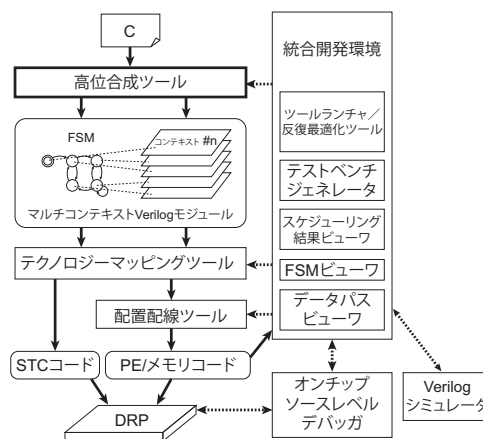 C
高位合成ツール
FSM
コンテキスト #n
マルチコンテキストVerilogモジュール
テクノロジーマッピングツール
配置配線ツール
STCコード
PE/メモリコード
DRP
統合開発環境
ツールランチャ／
反復最適化ツール
テストベンチ
ジェネレータ
スケジューリング
結果ビューワ
FSMビューワ
データパス
ビューワ
オンチップ
ソースレベル
デバッガ
Verilog
シミュレータ